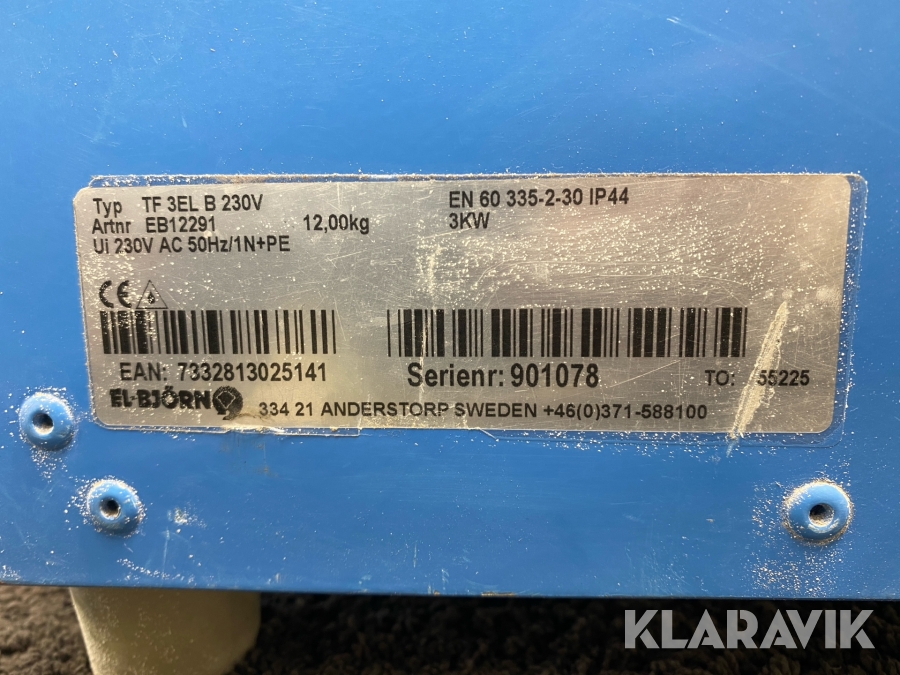 Typ TF 3EL B 230V EN 60 335-2-30 IP44
Artnr EB12291 12,00kg 3KW
Ui 230V AC 50Hz/1N+PE
CE
EAN: 7332813025141 Serienr: 901078 TO: 55225
EL-BJÖRN 334 21 ANDERSTORP SWEDEN +46(0)371-588100
KLARAVIK